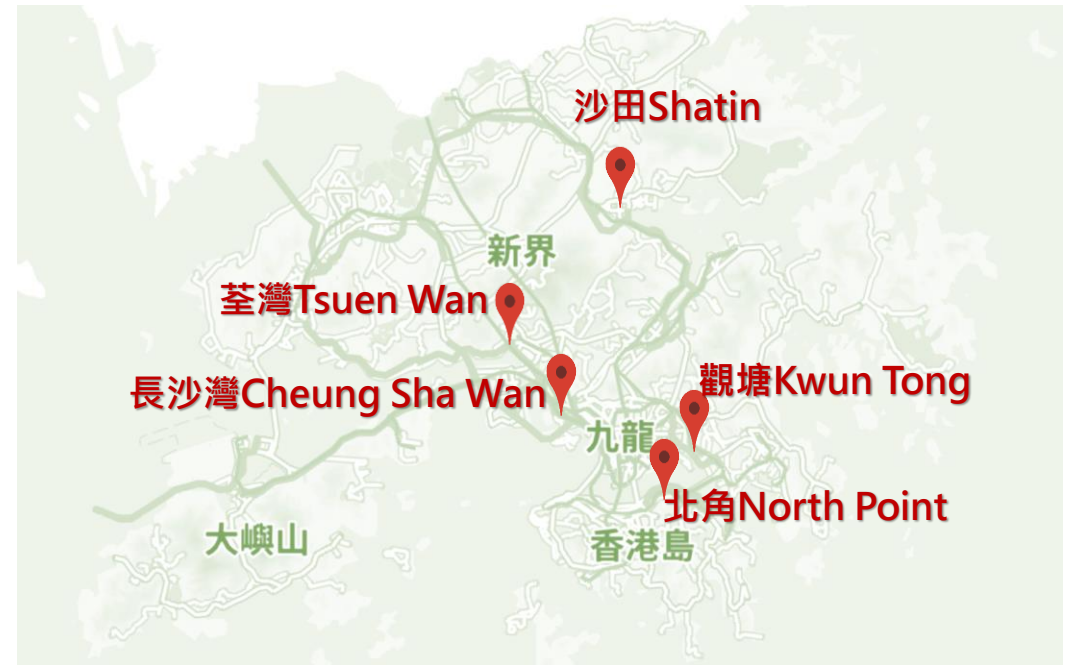 沙田Shatin
新界
荃灣Tsuen Wan
觀塘Kwun Tong
長沙灣Cheung Sha Wan
九龍
北角North Point
大嶼山
香港島